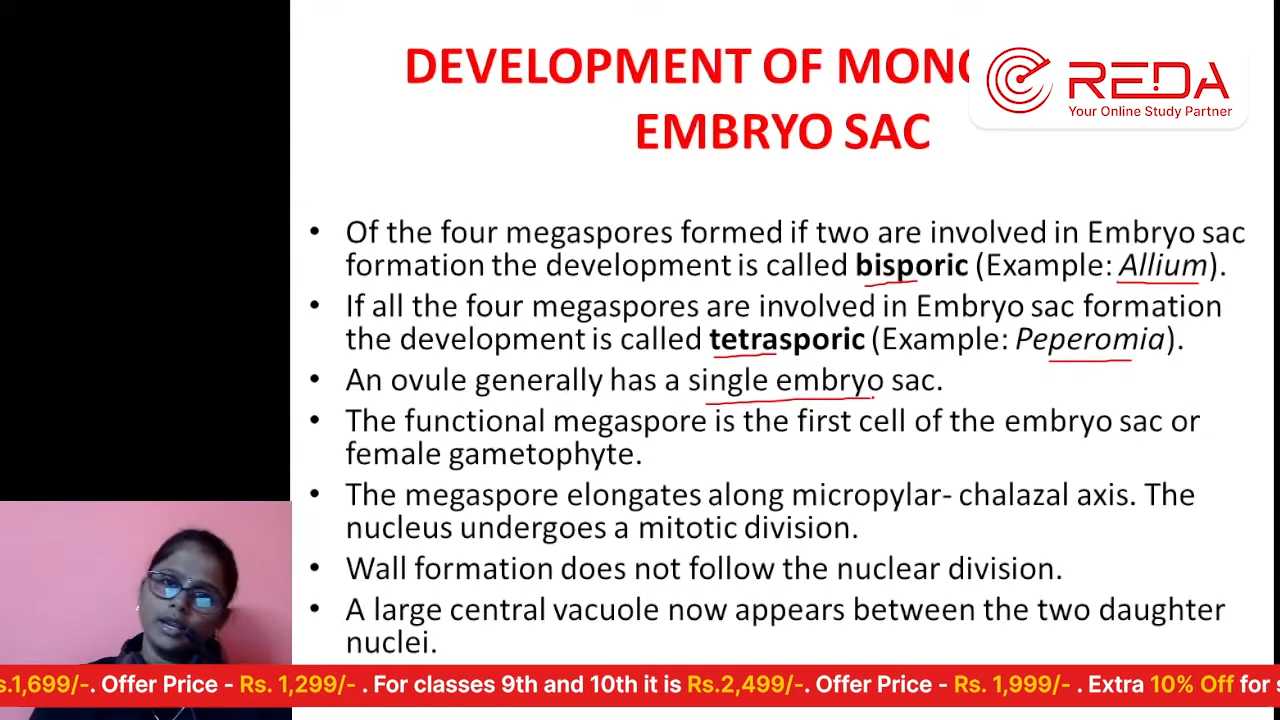 DEVELOPMENT OF MONO
EMBRYO SAC
REDA
Your Online Study Partner
• Of the four megaspores formed if two are involved in Embryo sac
formation the development is called bisporic (Example: Allium).
• If all the four megaspores are involved in Embryo sac formation
the development is called tetrasporic (Example: Peperomia).
• An ovule generally has a single embryo sac.
• The functional megaspore is the first cell of the embryo sac or
female gametophyte.
• The megaspore elongates along micropylar- chalazal axis. The
nucleus undergoes a mitotic division.
• Wall formation does not follow the nuclear division.
• A large central vacuole now appears between the two daughter
nuclei.
s.1,699/-. Offer Price - Rs. 1,299/- . For classes 9th and 10th it is Rs.2,499/-. Offer Price - Rs. 1,999/- . Extra 10% Off for s